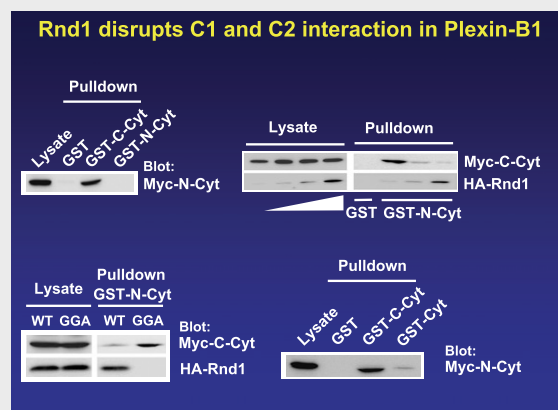 Rnd1 disrupts C1 and C2 interaction in Plexin-B1
Pulldown
Lysate
GST
GST-C-Cyt
GST-N-Cyt
Blot:
Myc-N-Cyt
Lysate
Pulldown
Myc-C-Cyt
HA-Rnd1
GST
GST-N-Cyt
Lysate
Pulldown
GST-N-Cyt
WT
GGA
WT
GGA
Blot:
Myc-C-Cyt
HA-Rnd1
Pulldown
Lysate
GST
GST-C-Cyt
GST-Cyt
Blot:
Myc-N-Cyt